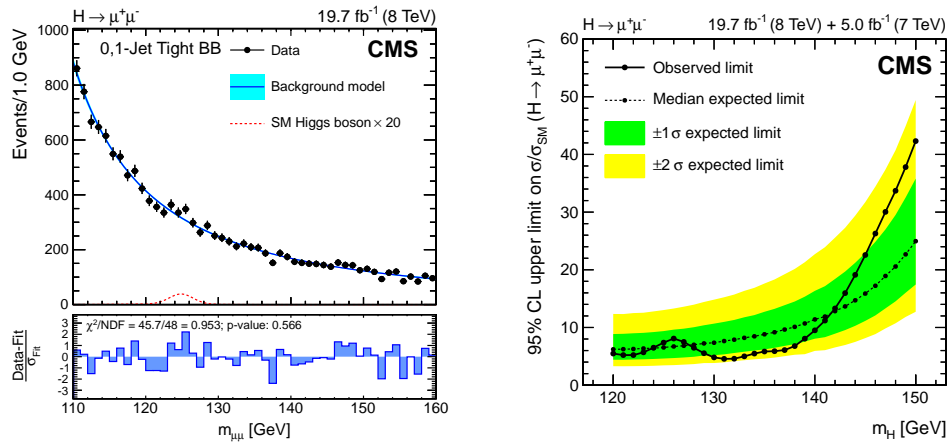 H → μ⁺μ⁻ 19.7 fb⁻¹ (8 TeV)
0,1-Jet Tight BB
CMS
Data
Background model
SM Higgs boson × 20
Events/1.0 GeV
1000
800
600
400
200
0
χ²/NDF = 45.7/48 = 0.953; p-value: 0.566
Data-Fit
σFit
3
2
1
0
-1
-2
-3
110 120 130 140 150 160
mμμ [GeV]
H → μ⁺μ⁻ 19.7 fb⁻¹ (8 TeV) + 5.0 fb⁻¹ (7 TeV)
CMS
Observed limit
Median expected limit
±1 σ expected limit
±2 σ expected limit
95% CL upper limit on σ/σSM (H → μ⁺μ⁻)
60
50
40
30
20
10
0
120 130 140 150
mH [GeV]